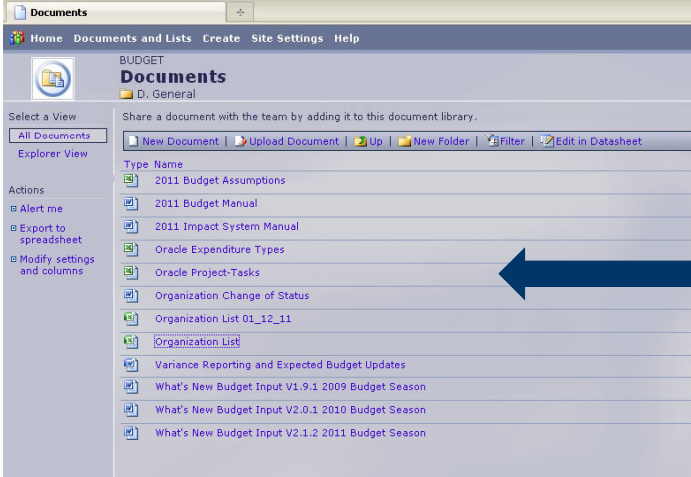 Documents
Home Documents and Lists Create Site Settings Help
BUDGET
Documents
D. General
Select a View
All Documents
Explorer View
Actions
Alert me
Export to
spreadsheet
Modify settings
and columns
Share a document with the team by adding it to this document library.
New Document | Upload Document | Up | New Folder | Filter | Edit in Datasheet
Type Name
2011 Budget Assumptions
2011 Budget Manual
2011 Impact System Manual
Oracle Expenditure Types
Oracle Project-Tasks
Organization Change of Status
Organization List 01_12_11
Organization List
Variance Reporting and Expected Budget Updates
What's New Budget Input V1.9.1 2009 Budget Season
What's New Budget Input V2.0.1 2010 Budget Season
What's New Budget Input V2.1.2 2011 Budget Season